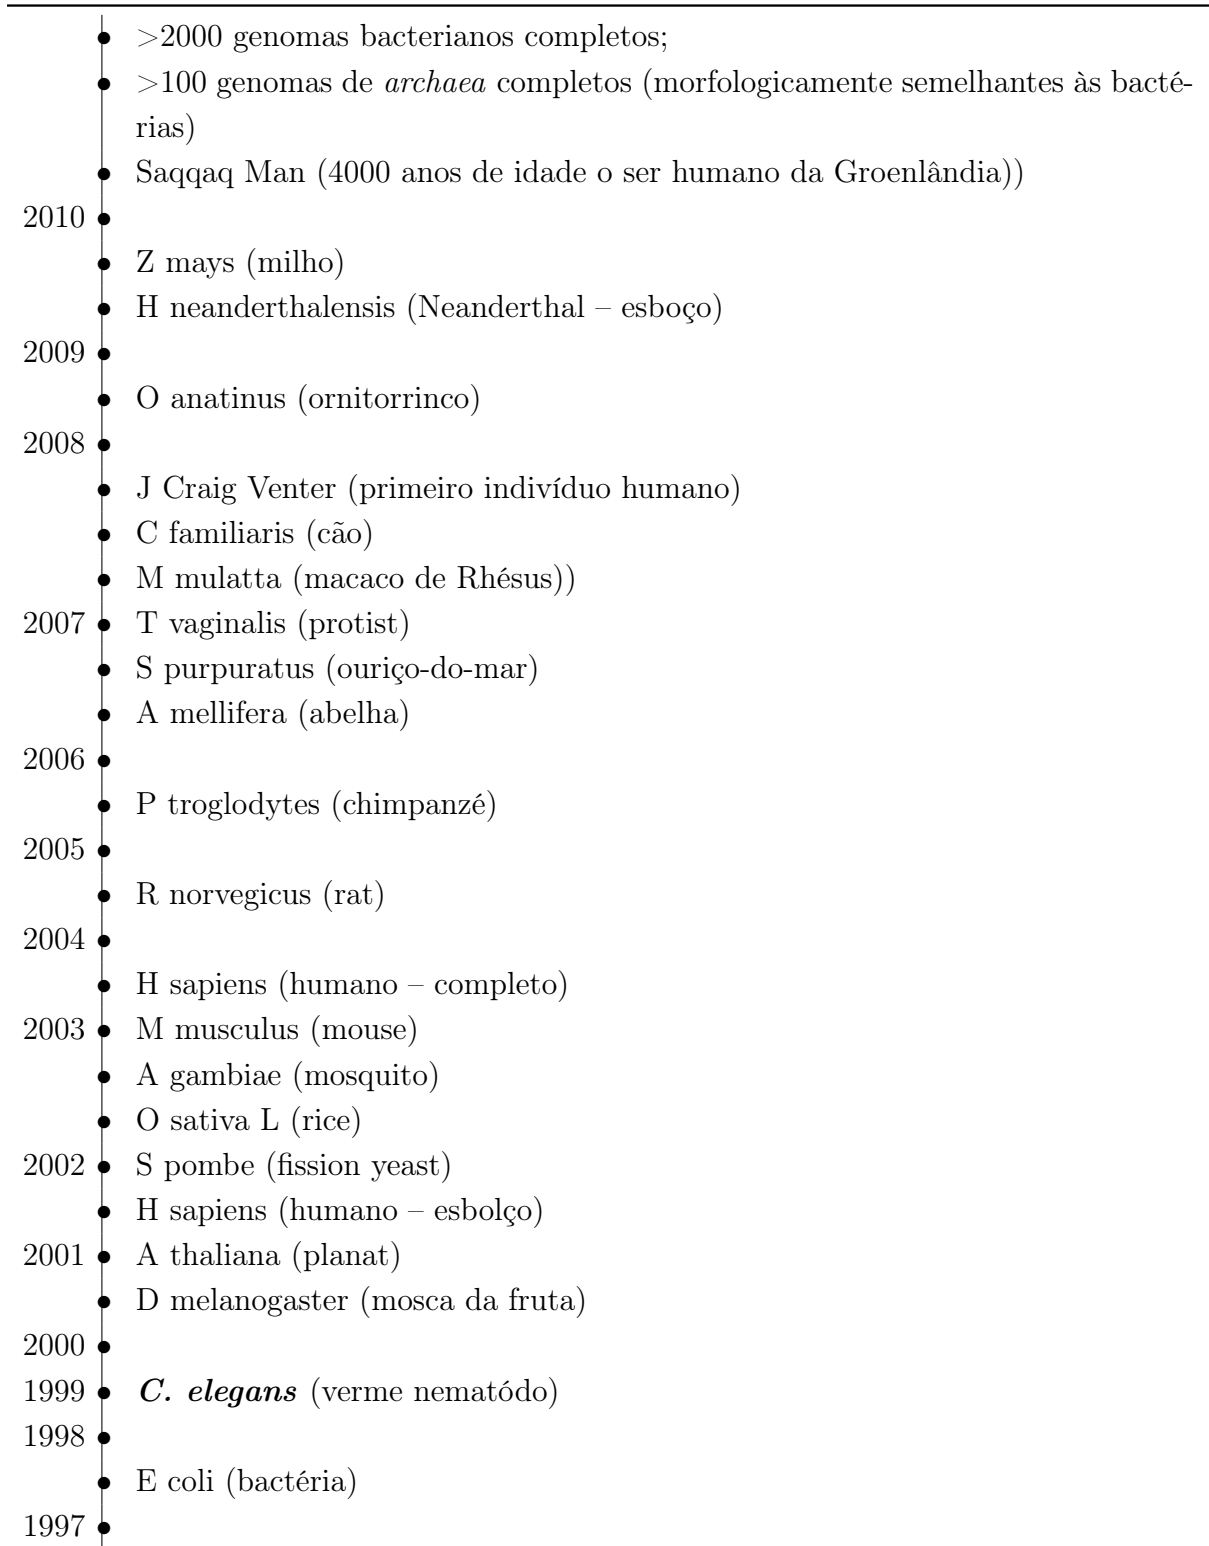 • >2000 genomas bacterianos completos;
• >100 genomas de archaea completos (morfologicamente semelhantes às bacté-
rias)
• Saqqaq Man (4000 anos de idade o ser humano da Groenlândia))
2010 •
• Z mays (milho)
• H neanderthalensis (Neanderthal – esboço)
2009 •
• O anatinus (ornitorrinco)
2008 •
• J Craig Venter (primeiro indivíduo humano)
• C familiaris (cão)
• M mulatta (macaco de Rhésus))
2007 • T vaginalis (protist)
• S purpuratus (ouriço-do-mar)
• A mellifera (abelha)
2006 •
• P troglodytes (chimpanzé)
2005 •
• R norvegicus (rat)
2004 •
• H sapiens (humano – completo)
2003 • M musculus (mouse)
• A gambiae (mosquito)
• O sativa L (rice)
2002 • S pombe (fission yeast)
• H sapiens (humano – esbolço)
2001 • A thaliana (planat)
• D melanogaster (mosca da fruta)
2000 •
1999 • C. elegans (verme nematódo)
1998 •
• E coli (bactéria)
1997 •